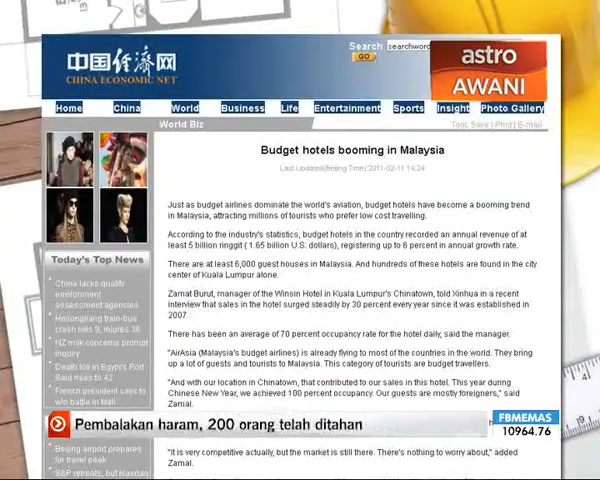 中国经济网
CHINA ECONOMIC NET
Search searchword
GO
astro
AWANI
Home China World Business Life Entertainment Sports Insight Photo Gallery
World Biz
Tool: Save | Print | E-mail
Budget hotels booming in Malaysia
Last Updated(Beijing Time):2011-02-11 14:24
Just as budget airlines dominate the world's aviation, budget hotels have become a booming trend
in Malaysia, attracting millions of tourists who prefer low cost travelling.
According to the industry's statistics, budget hotels in the country recorded an annual revenue of at
least 5 billion ringgit ( 1.65 billion U.S. dollars), registering up to 6 percent in annual growth rate.
There are at least 6,000 guest houses in Malaysia. And hundreds of these hotels are found in the city
center of Kuala Lumpur alone.
Zamat Burut, manager of the Winsin Hotel in Kuala Lumpur's Chinatown, told Xinhua in a recent
interview that sales in the hotel surged steadily by 30 percent every year since it was established in
2007.
There has been an average of 70 percent occupancy rate for the hotel daily, said the manager.
"AirAsia (Malaysia's budget airlines) is already flying to most of the countries in the world. They bring
up a lot of guests and tourists to Malaysia. This category of tourists are budget travellers.
"And with our location in Chinatown, that contributed to our sales in this hotel. This year during
Chinese New Year, we achieved 100 percent occupancy. Our guests are mostly foreigners," said
Zamal.
"It is very competitive actually, but the market is still there. There's nothing to worry about," added
Zamal.
Today's Top News
China lacks quality
environment
assessment agencies
Heilongjiang train-bus
crash kills 9, injures 36
NZ milk concerns prompt
inquiry
Death toll in Egypt's Port
Said rises to 42
French president says to
win battle in Mali
Beijing airport prepares
for travel peak
S&P retreats, but Nasdaq
Pembalakan haram, 200 orang telah ditahan
FBMEMAS
10964.76